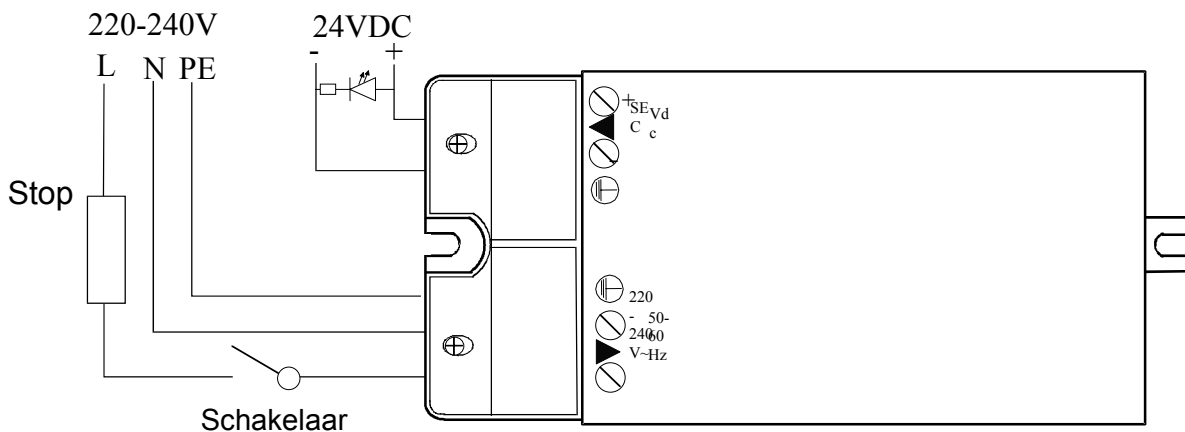 220-240V
24VDC
- +
L N PE
+ SE Vd
C c
-
Stop
220
- 50-
240 60
V~ Hz
Schakelaar